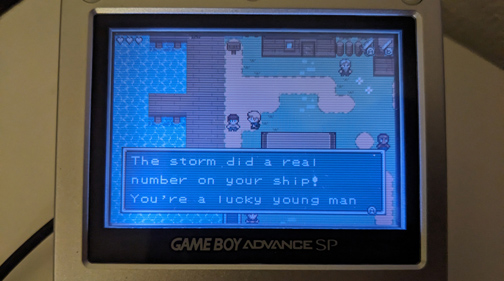 The storm did a real
number on your ship!
You're a lucky young man
GAME BOY ADVANCE SP